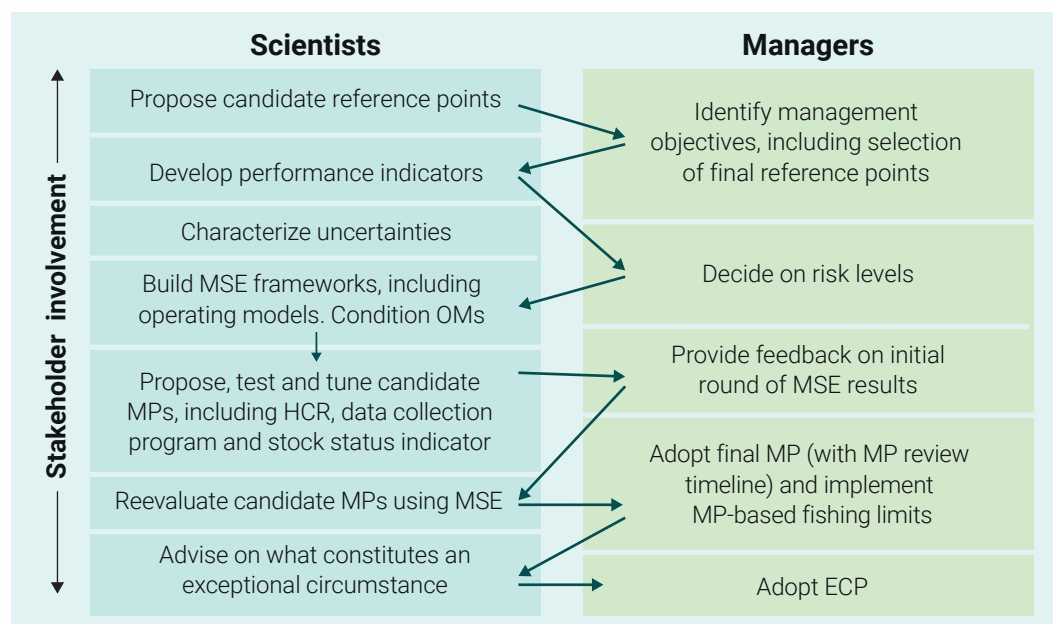 Scientists
Managers
Stakeholder involvement
Propose candidate reference points
Identify management
objectives, including selection
of final reference points
Develop performance indicators
Characterize uncertainties
Decide on risk levels
Build MSE frameworks, including
operating models. Condition OMs
Provide feedback on initial
round of MSE results
Propose, test and tune candidate
MPs, including HCR, data collection
program and stock status indicator
Adopt final MP (with MP review
timeline) and implement
MP-based fishing limits
Reevaluate candidate MPs using MSE
Advise on what constitutes an
exceptional circumstance
Adopt ECP